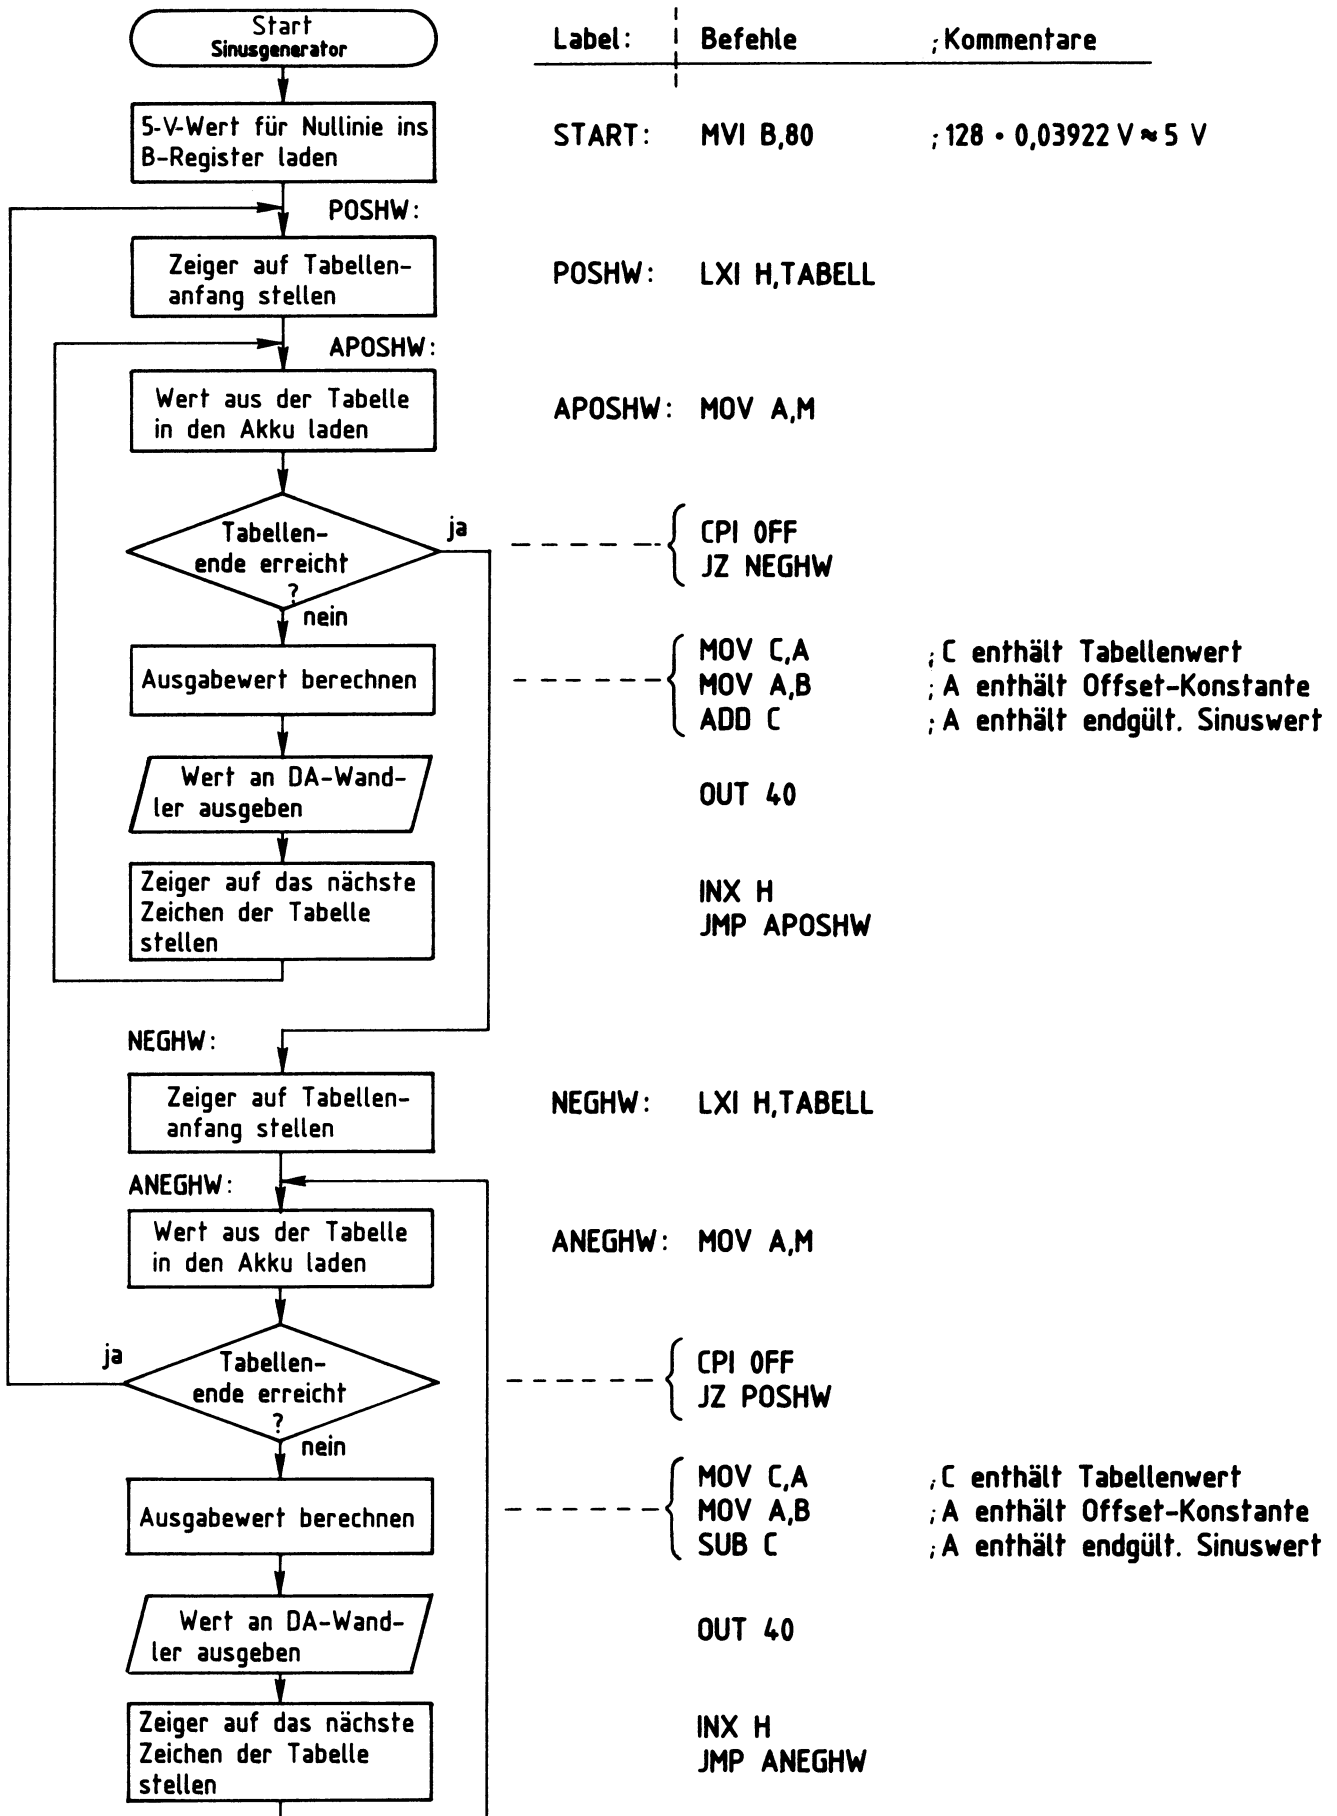 Start
Sinusgenerator
Label: Befehle ;Kommentare
5-V-Wert für Nullinie ins
B-Register laden
START: MVI B,80 ;128 • 0,03922 V ≈ 5 V
POSHW:
Zeiger auf Tabellen-
anfang stellen
POSHW: LXI H,TABELL
APOSHW:
Wert aus der Tabelle
in den Akku laden
APOSHW: MOV A,M
Tabellen-
ende erreicht
?
ja
nein
CPI 0FF
JZ NEGHW
Ausgabewert berechnen
MOV C,A ;C enthält Tabellenwert
MOV A,B ;A enthält Offset-Konstante
ADD C ;A enthält endgült. Sinuswert
Wert an DA-Wand-
ler ausgeben
OUT 40
Zeiger auf das nächste
Zeichen der Tabelle
stellen
INX H
JMP APOSHW
NEGHW:
Zeiger auf Tabellen-
anfang stellen
NEGHW: LXI H,TABELL
ANEGHW:
Wert aus der Tabelle
in den Akku laden
ANEGHW: MOV A,M
ja
Tabellen-
ende erreicht
?
nein
CPI 0FF
JZ POSHW
Ausgabewert berechnen
MOV C,A ;C enthält Tabellenwert
MOV A,B ;A enthält Offset-Konstante
SUB C ;A enthält endgült. Sinuswert
Wert an DA-Wand-
ler ausgeben
OUT 40
Zeiger auf das nächste
Zeichen der Tabelle
stellen
INX H
JMP ANEGHW